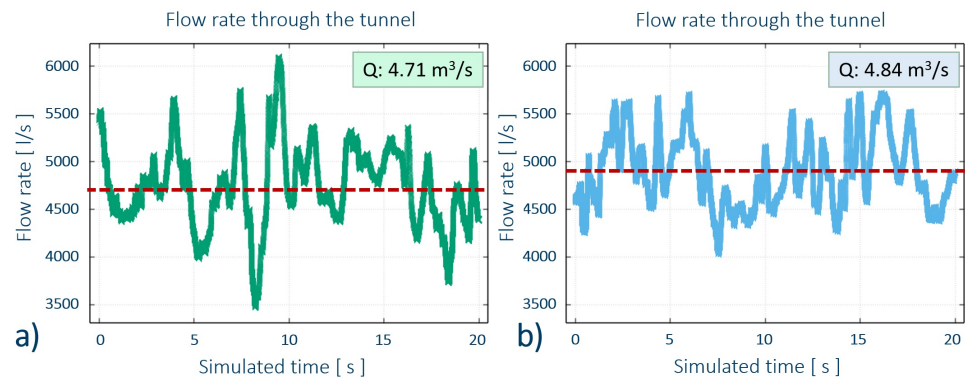 Flow rate through the tunnel
Q: 4.71 m³/s
Flow rate [ l/s ]
6000
5500
5000
4500
4000
3500
0
5
10
15
20
Simulated time [ s ]
a)
Flow rate through the tunnel
Q: 4.84 m³/s
Flow rate [ l/s ]
6000
5500
5000
4500
4000
3500
0
5
10
15
20
Simulated time [ s ]
b)